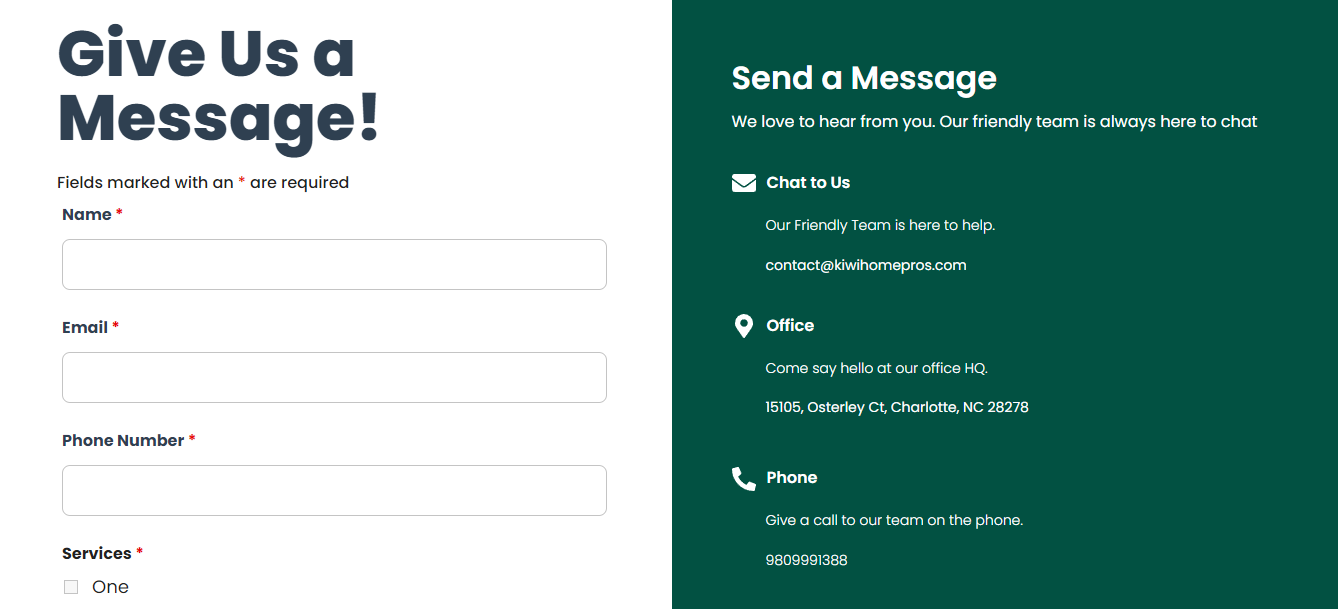 Give Us a
Message!
Fields marked with an * are required
Name *
Email *
Phone Number *
Services *
One
Send a Message
We love to hear from you. Our friendly team is always here to chat
Chat to Us
Our Friendly Team is here to help.
contact@kiwihomepros.com
Office
Come say hello at our office HQ.
15105, Osterley Ct, Charlotte, NC 28278
Phone
Give a call to our team on the phone.
9809991388